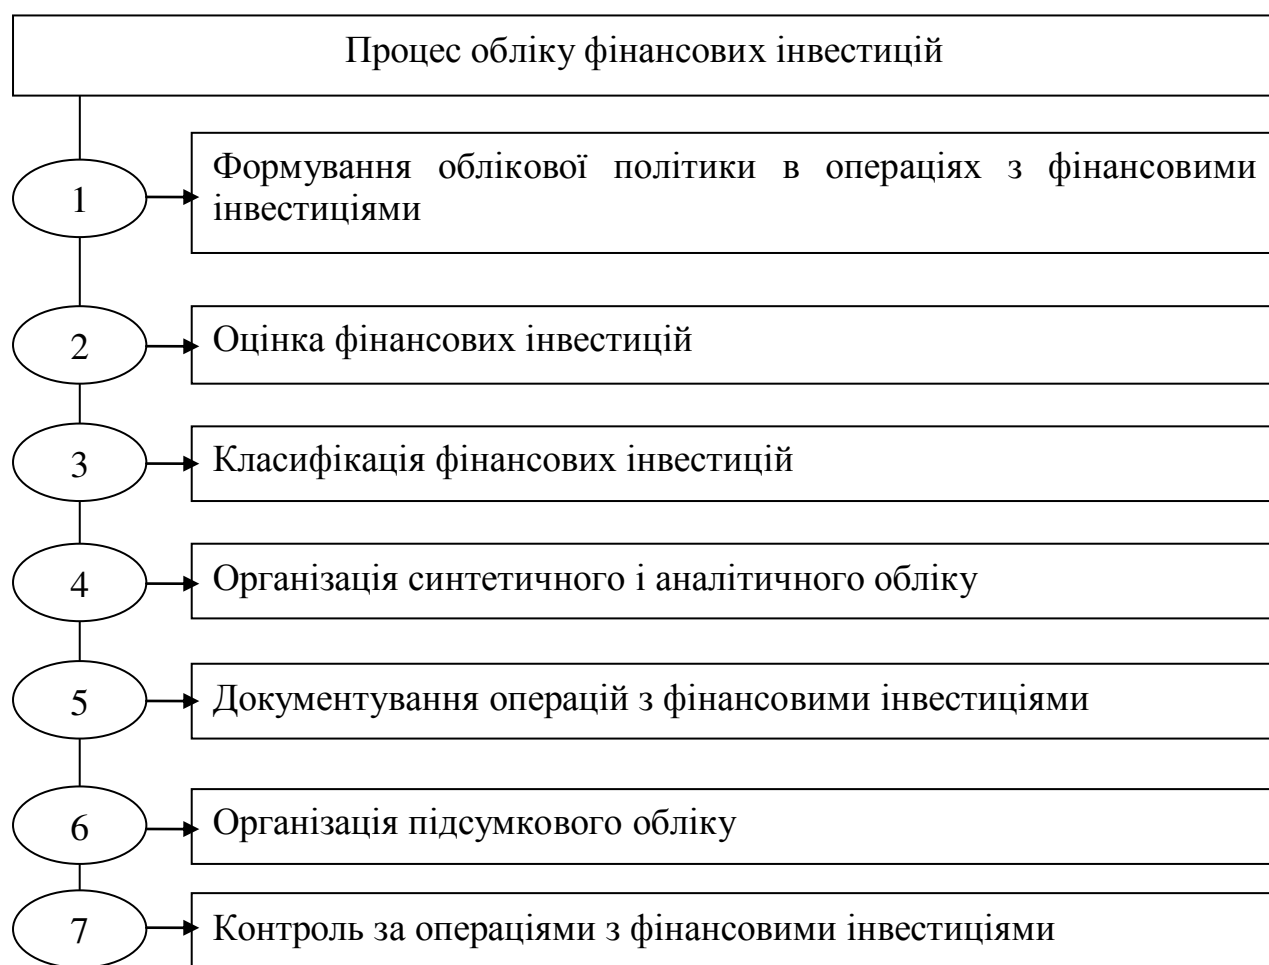 Процес обліку фінансових інвестицій
1
Формування облікової політики в операціях з фінансовими
інвестиціями
2
Оцінка фінансових інвестицій
3
Класифікація фінансових інвестицій
4
Організація синтетичного і аналітичного обліку
5
Документування операцій з фінансовими інвестиціями
6
Організація підсумкового обліку
7
Контроль за операціями з фінансовими інвестиціями